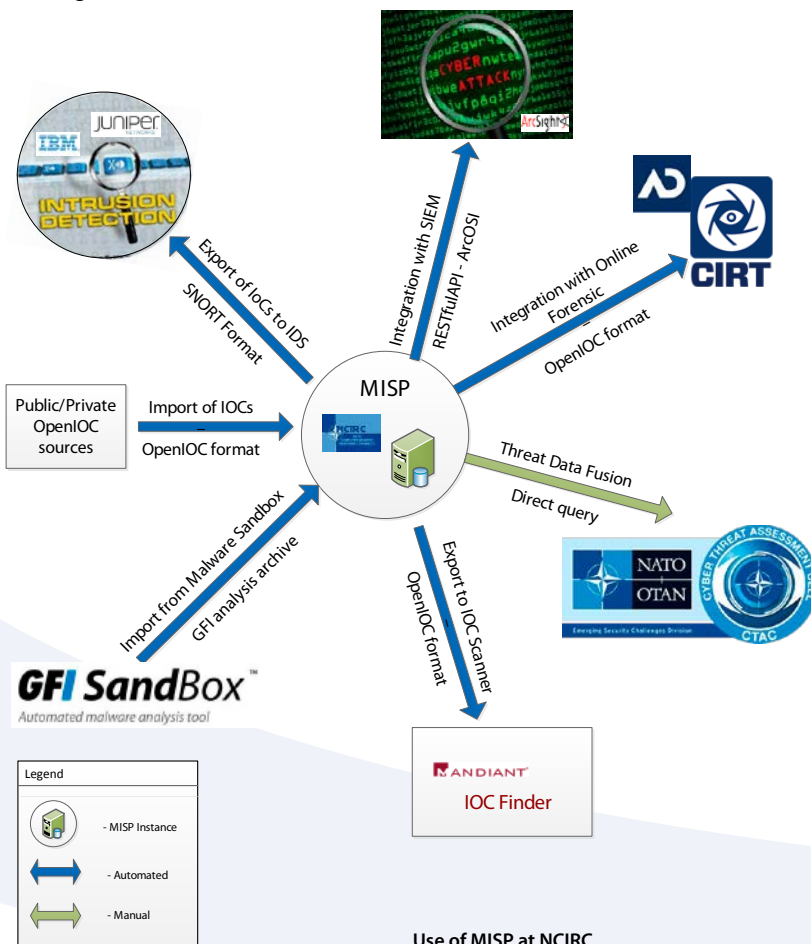 CYBER
ATTACK
ArcSight
JUNIPER
NETWORKS
IBM
INTRUSION
DETECTION
Export of IoCs to IDS
SNORT Format
Integration with SIEM
RESTfulAPI - ArcOSI
AD
CIRT
Integration with Online
Forensic
–
OpenIOC format
Public/Private
OpenIOC
sources
Import of IOCs
–
OpenIOC format
MISP
NCIRC
Threat Data Fusion
Direct query
NATO
OTAN
Emerging Security Challenges Division
CYBER THREAT ASSESSMENT CELL
CTAC
Import from Malware Sandbox
GFI analysis archive
Export to IOC Scanner
–
OpenIOC format
GFI SandBox™
Automated malware analysis tool
MANDIANT
IOC Finder
Legend
- MISP Instance
- Automated
- Manual
Use of MISP at NCIRC